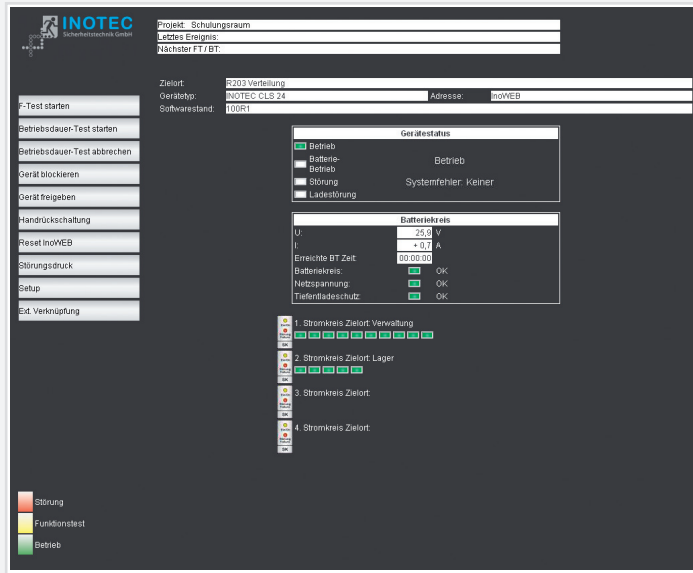 INOTEC
Sicherheitstechnik GmbH
Projekt: Schulungsraum
Letztes Ereignis:
Nächster FT / BT:
Zielort: R203 Verteilung
Gerätetyp: INOTEC CLS 24 Adresse: InoWEB
Softwarestand: 100R1
F-Test starten
Betriebsdauer-Test starten
Betriebsdauer-Test abbrechen
Gerät blockieren
Gerät freigeben
Handrückschaltung
Reset InoWEB
Störungsdruck
Setup
Ext. Verknüpfung
Gerätestatus
Betrieb
Batterie-
Betrieb
Betrieb
Störung
Systemfehler: Keiner
Ladestörung
Batteriekreis
U: 25,9 V
I: + 0,7 A
Erreichte BT Zeit: 00:00:00
Batteriekreis: OK
Netzspannung: OK
Tiefentladeschutz: OK
1. Stromkreis Zielort: Verwaltung
SK
2. Stromkreis Zielort: Lager
SK
3. Stromkreis Zielort:
SK
4. Stromkreis Zielort:
SK
Störung
Funktionstest
Betrieb